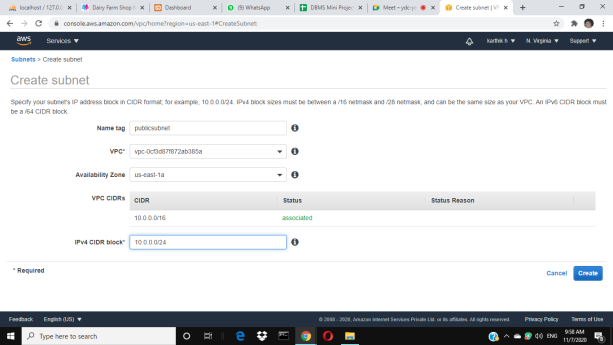 localhost / 127.0.
Dairy Farm Shop M
Dashboard
(9) WhatsApp
DBMS Mini Projec
Meet – ydc-y
Create subnet | V
console.aws.amazon.com/vpc/home?region=us-east-1#CreateSubnet:
aws Services karthik h N. Virginia Support
Subnets > Create subnet
Create subnet
Specify your subnet's IP address block in CIDR format; for example, 10.0.0.0/24. IPv4 block sizes must be between a /16 netmask and /28 netmask, and can be the same size as your VPC. An IPv6 CIDR block must
be a /64 CIDR block.
Name tag publicsubnet
VPC* vpc-0cf3d87f872ab385a
Availability Zone us-east-1a
VPC CIDRs CIDR Status Status Reason
10.0.0.0/16 associated
IPv4 CIDR block* 10.0.0.0/24
* Required Cancel Create
Feedback English (US) © 2008 - 2020, Amazon Internet Services Private Ltd. or its affiliates. All rights reserved. Privacy Policy Terms of Use
Type here to search ENG 9:58 AM
11/7/2020